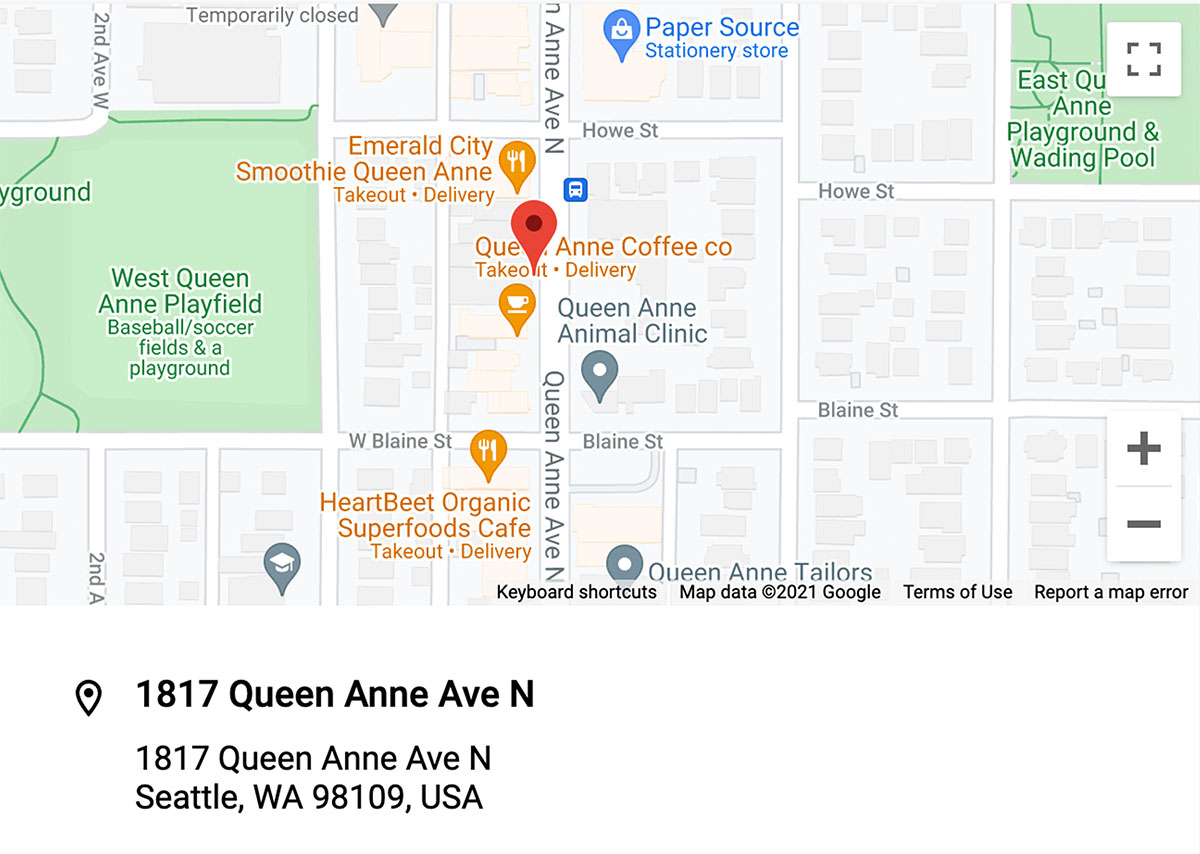 Temporarily closed
2nd Ave W
Anne Ave N
Paper Source
Stationery store
East Qu
Anne
Playground &
Wading Pool
Howe St
Emerald City
Smoothie Queen Anne
Takeout • Delivery
yground
Howe St
Queen Anne Coffee co
Takeout • Delivery
West Queen
Anne Playfield
Baseball/soccer
fields & a
playground
Queen Anne
Animal Clinic
Queen Anne Ave N
Blaine St
W Blaine St
Blaine St
HeartBeet Organic
Superfoods Cafe
Takeout • Delivery
2nd A
Queen Anne Tailors
Keyboard shortcuts
Map data ©2021 Google
Terms of Use
Report a map error
1817 Queen Anne Ave N
1817 Queen Anne Ave N
Seattle, WA 98109, USA